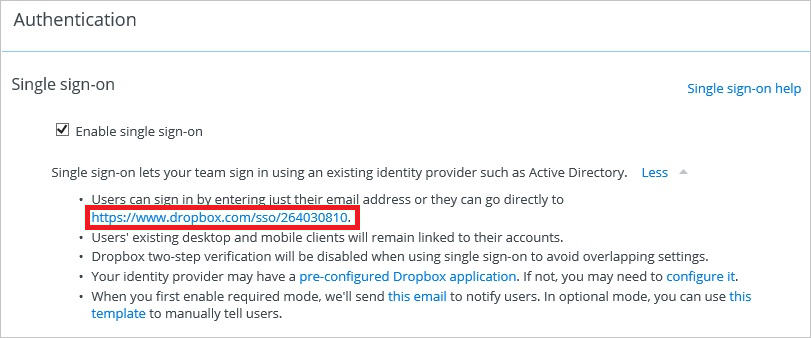 Authentication
Single sign-on
Single sign-on help
Enable single sign-on
Single sign-on lets your team sign in using an existing identity provider such as Active Directory. Less
• Users can sign in by entering just their email address or they can go directly to
https://www.dropbox.com/sso/264030810.
• Users' existing desktop and mobile clients will remain linked to their accounts.
• Dropbox two-step verification will be disabled when using single sign-on to avoid overlapping settings.
• Your identity provider may have a pre-configured Dropbox application. If not, you may need to configure it.
• When you first enable required mode, we'll send this email to notify users. In optional mode, you can use this
template to manually tell users.